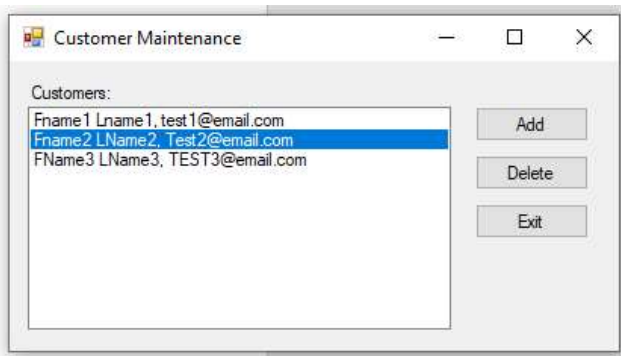 Customer Maintenance
Customers:
Fname1 Lname1, test1@email.com
Fname2 LName2, Test2@email.com
FName3 LName3, TEST3@email.com
Add
Delete
Exit